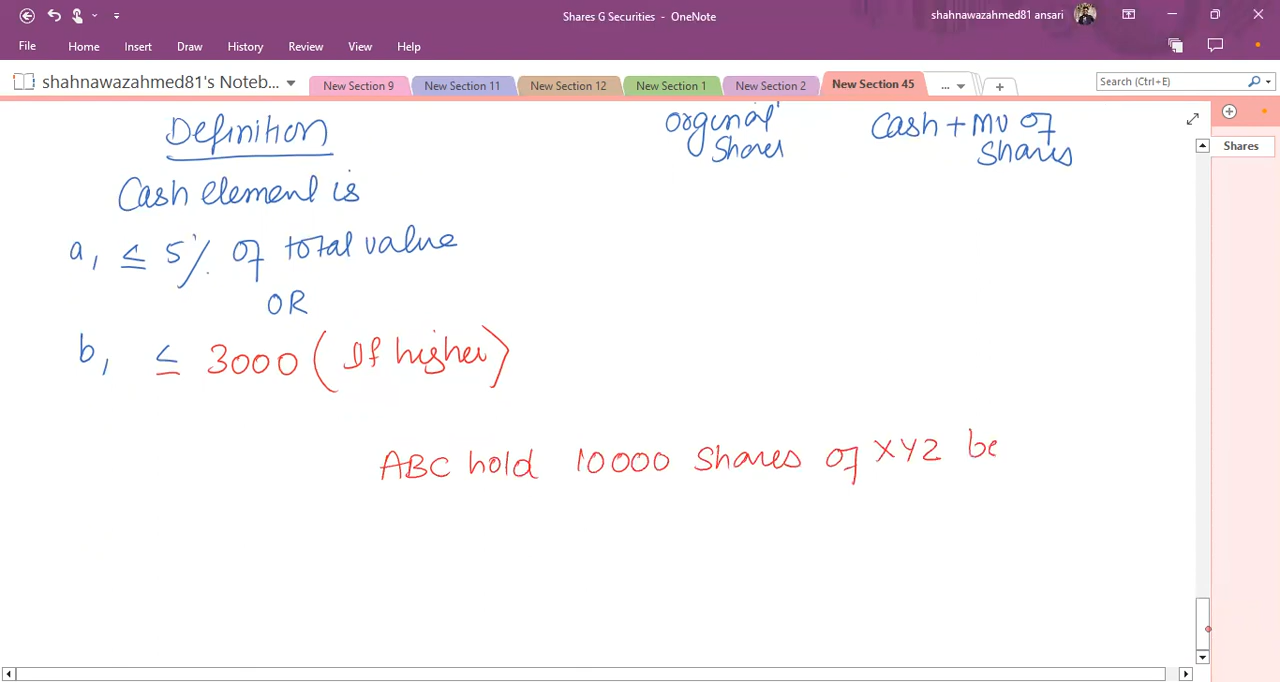 Shares G Securities - OneNote
shahnawazahmed81 ansari
File Home Insert Draw History Review View Help
shahnawazahmed81's Noteb...
New Section 9 New Section 11 New Section 12 New Section 1 New Section 2 New Section 45 ...
Search (Ctrl+E)
Shares
Definition
Cash element is
a, ≤ 5% of total value
OR
b, ≤ 3000 (If higher)
Orginal
Shares
Cash + MV of
Shares
ABC hold 10000 Shares of XYZ be